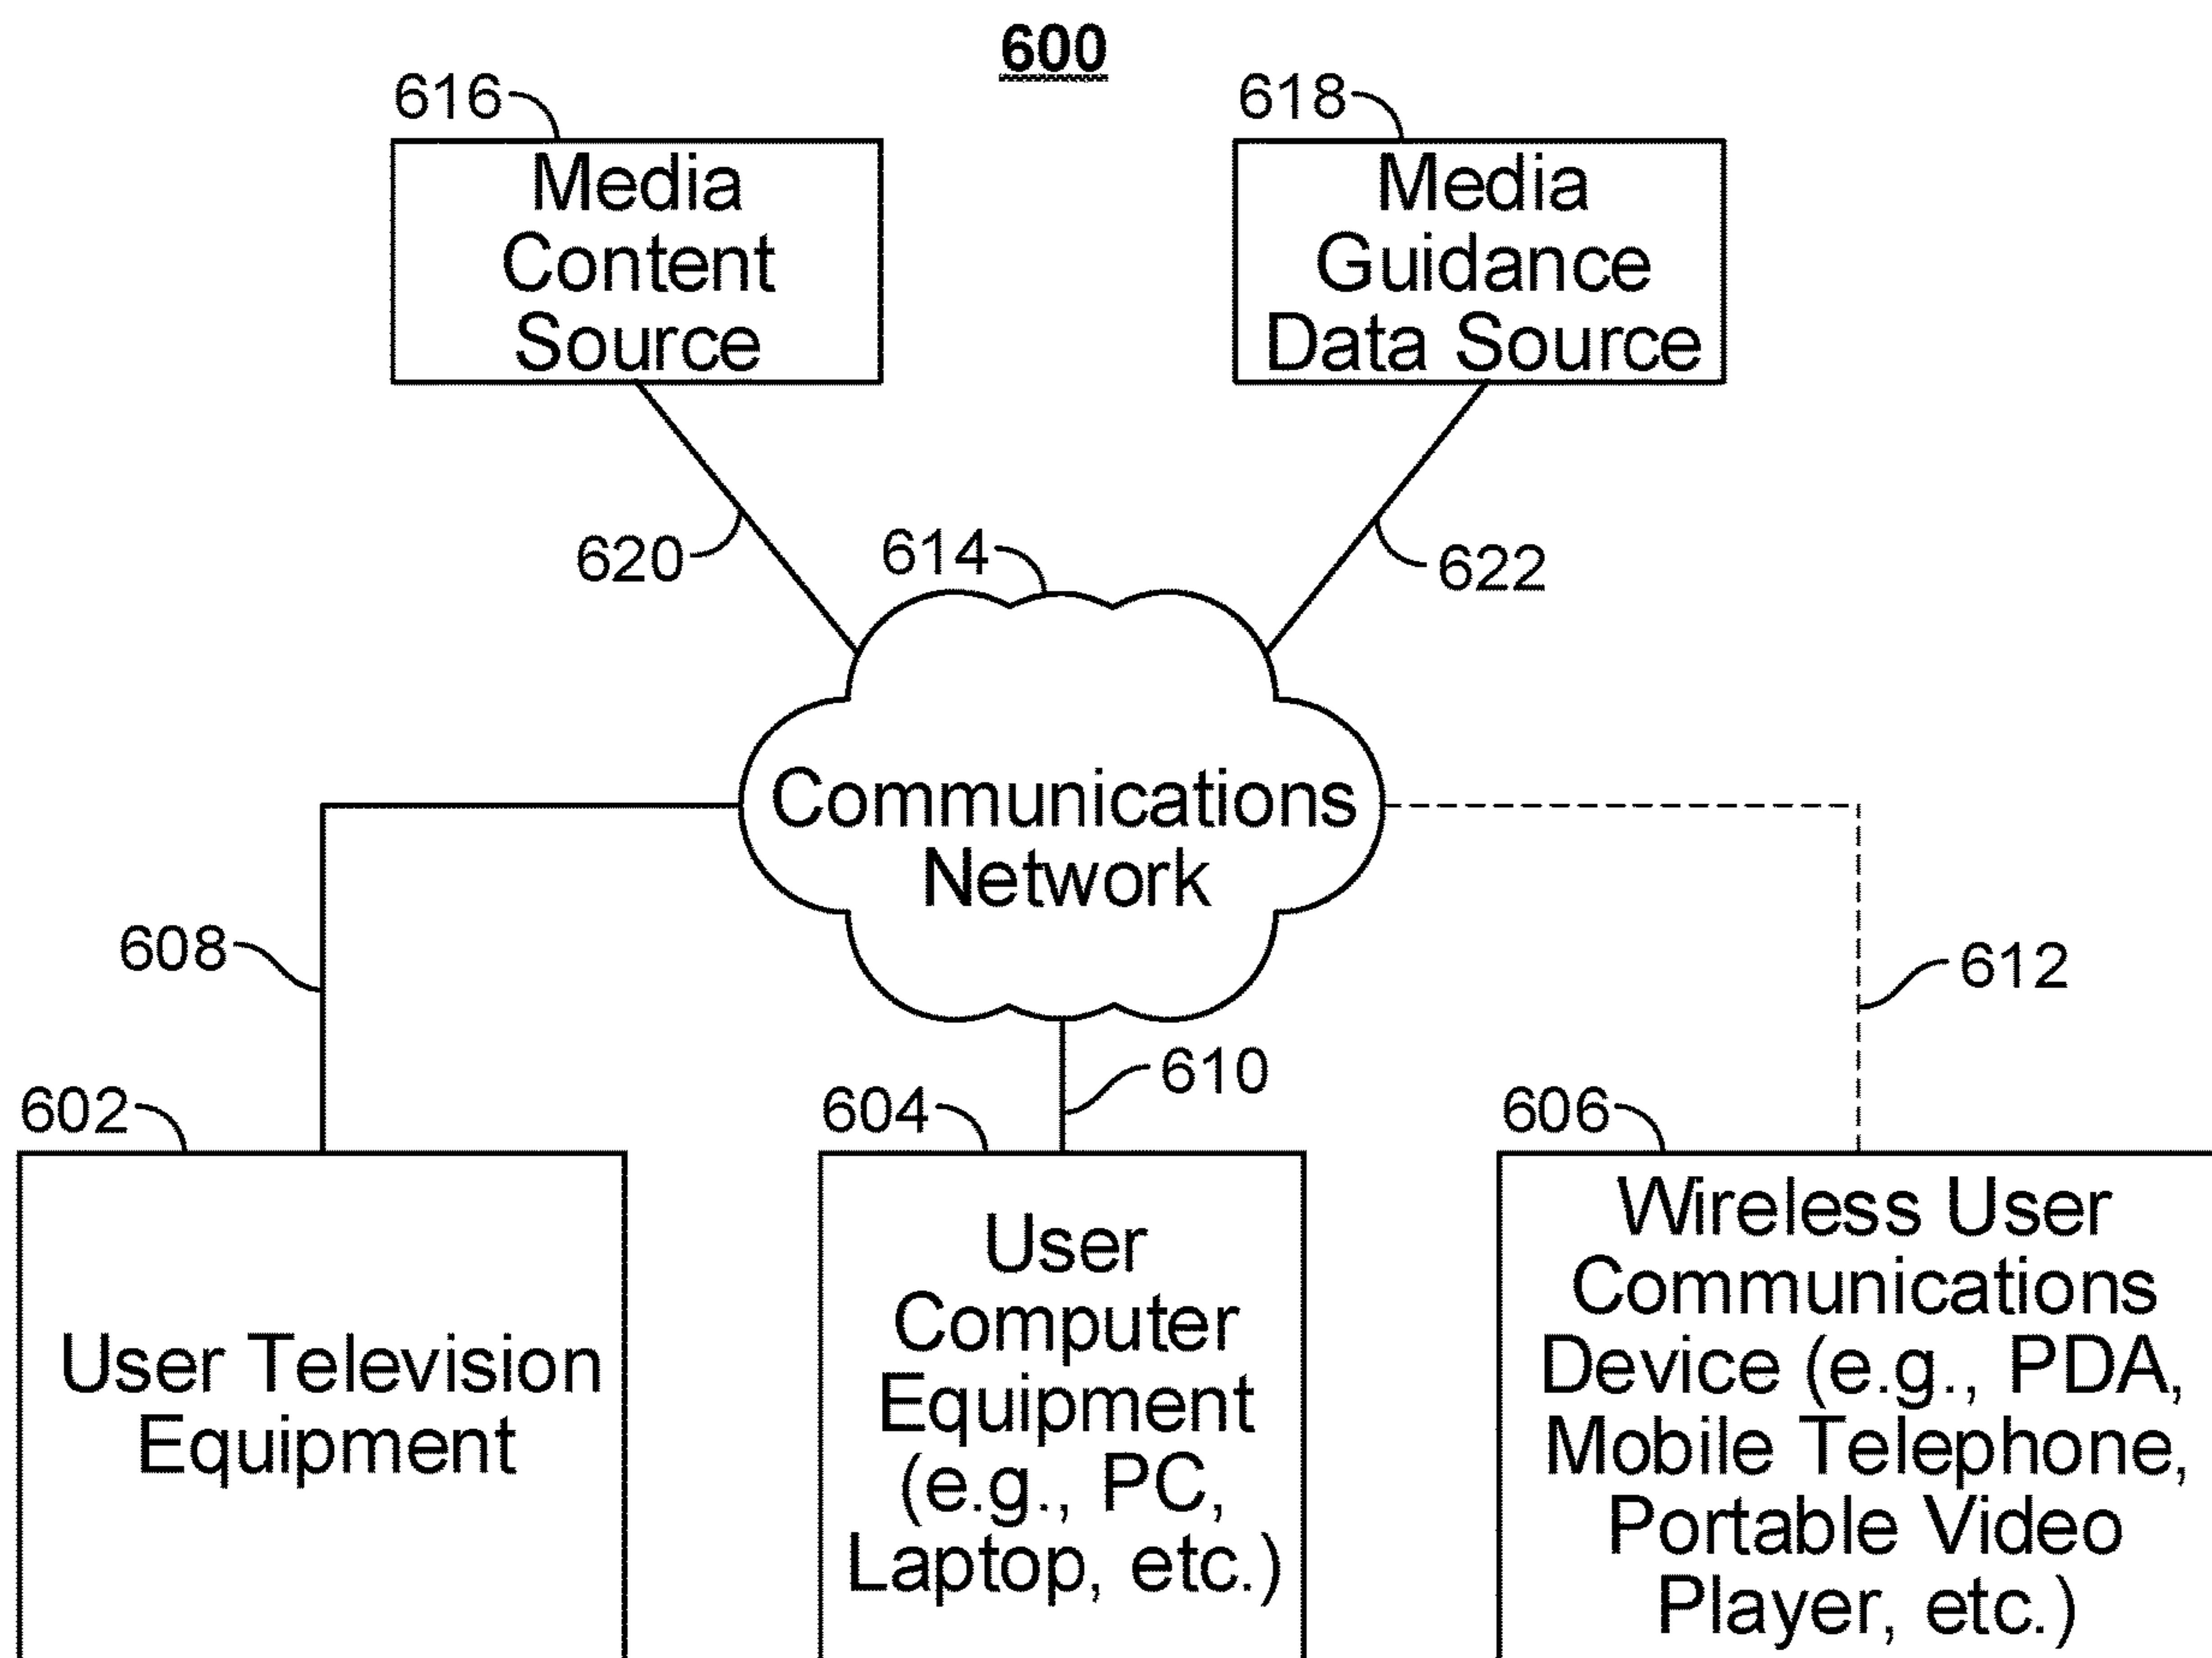 600
616
618
Media
Content
Source
Media
Guidance
Data Source
620
614
622
Communications
Network
608
612
610
602
604
606
User Television
Equipment
User
Computer
Equipment
(e.g., PC,
Laptop, etc.)
Wireless User
Communications
Device (e.g., PDA,
Mobile Telephone,
Portable Video
Player, etc.)